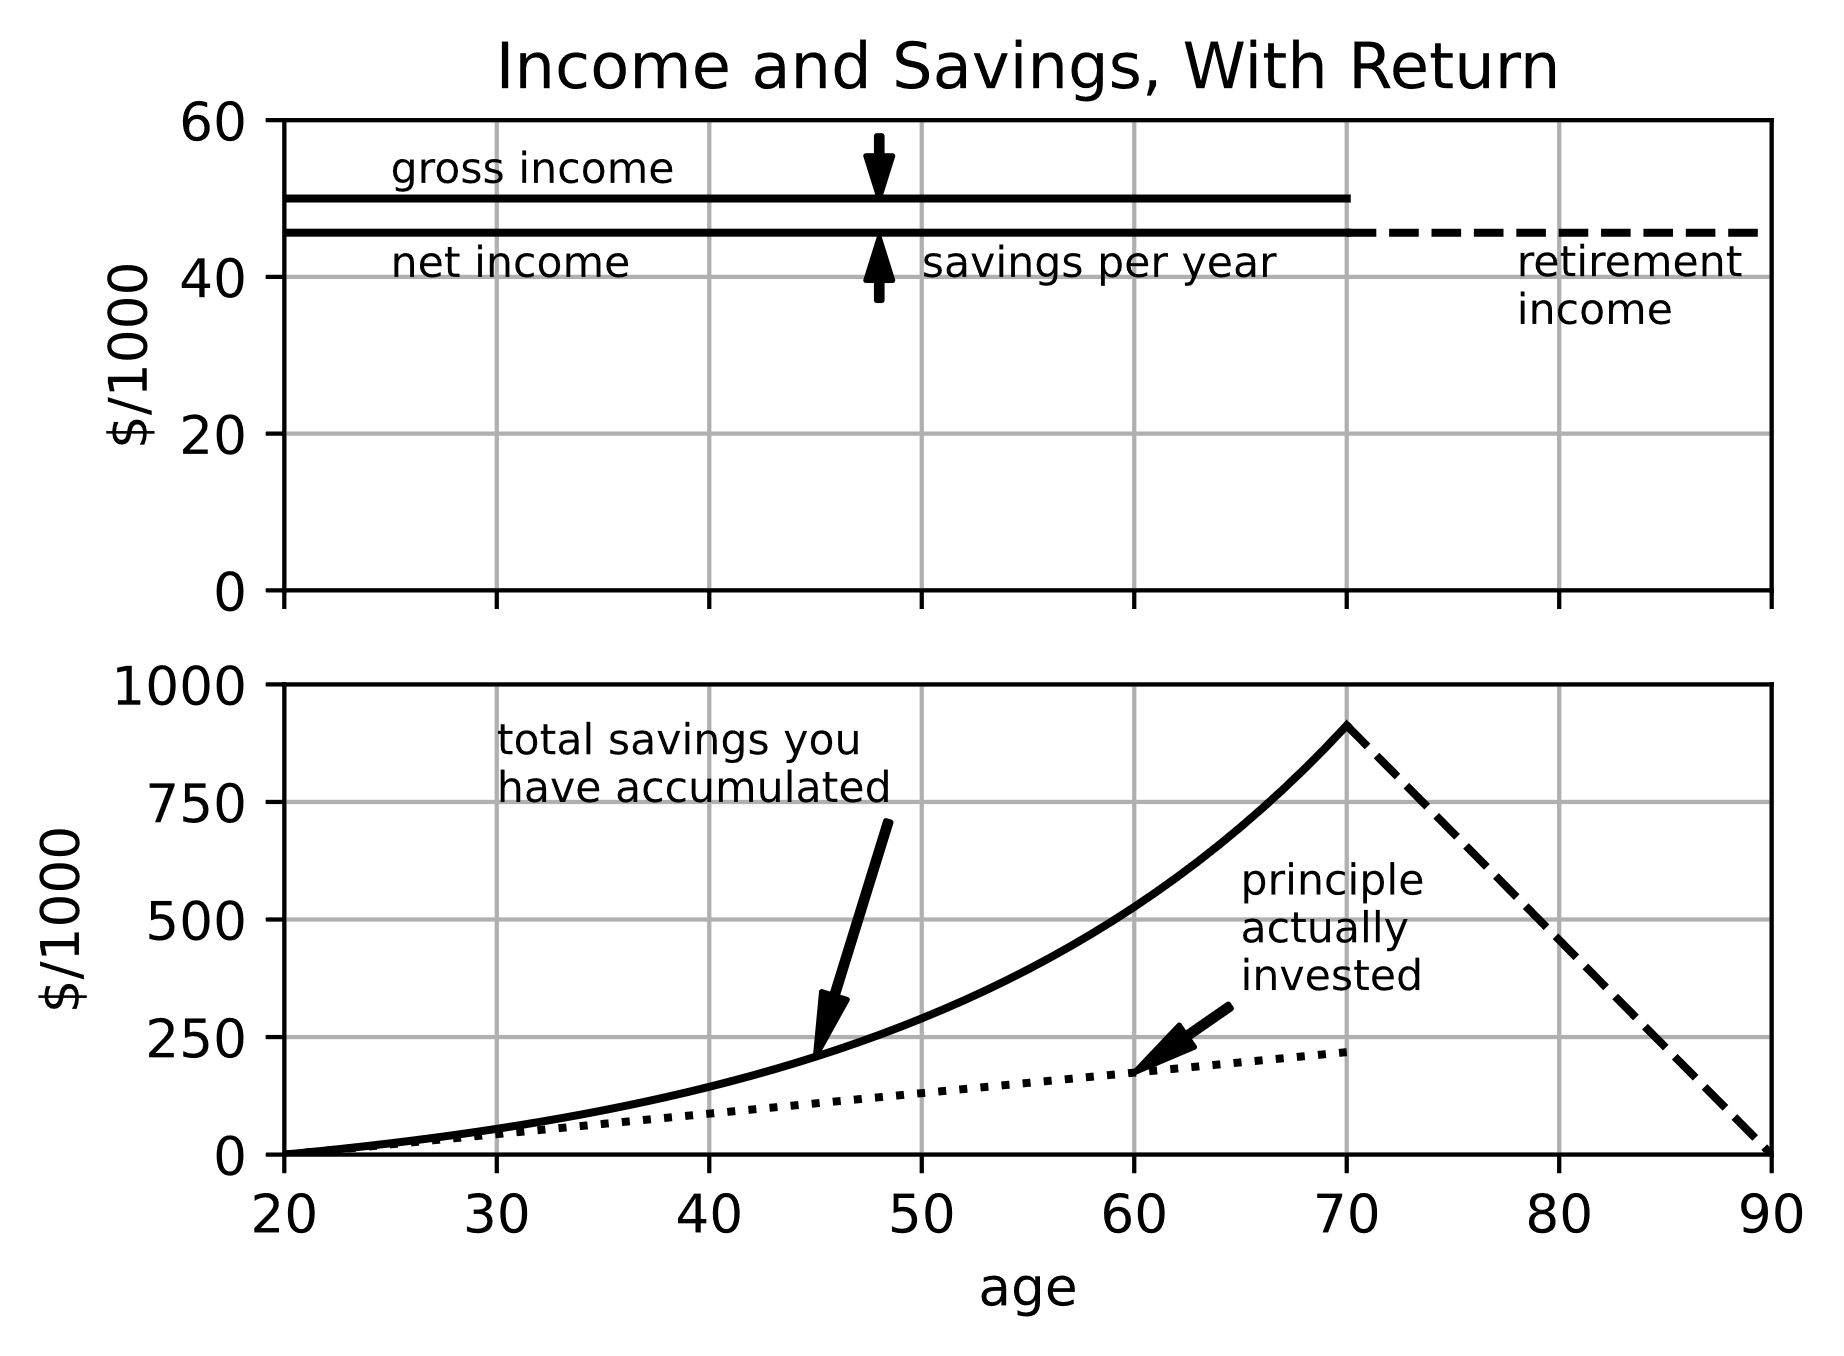 Income and Savings, With Return
60
gross income
net income
savings per year
retirement
income
40
20
0
$/1000
1000
total savings you
have accumulated
750
principle
actually
invested
500
250
0
$/1000
20 30 40 50 60 70 80 90
age